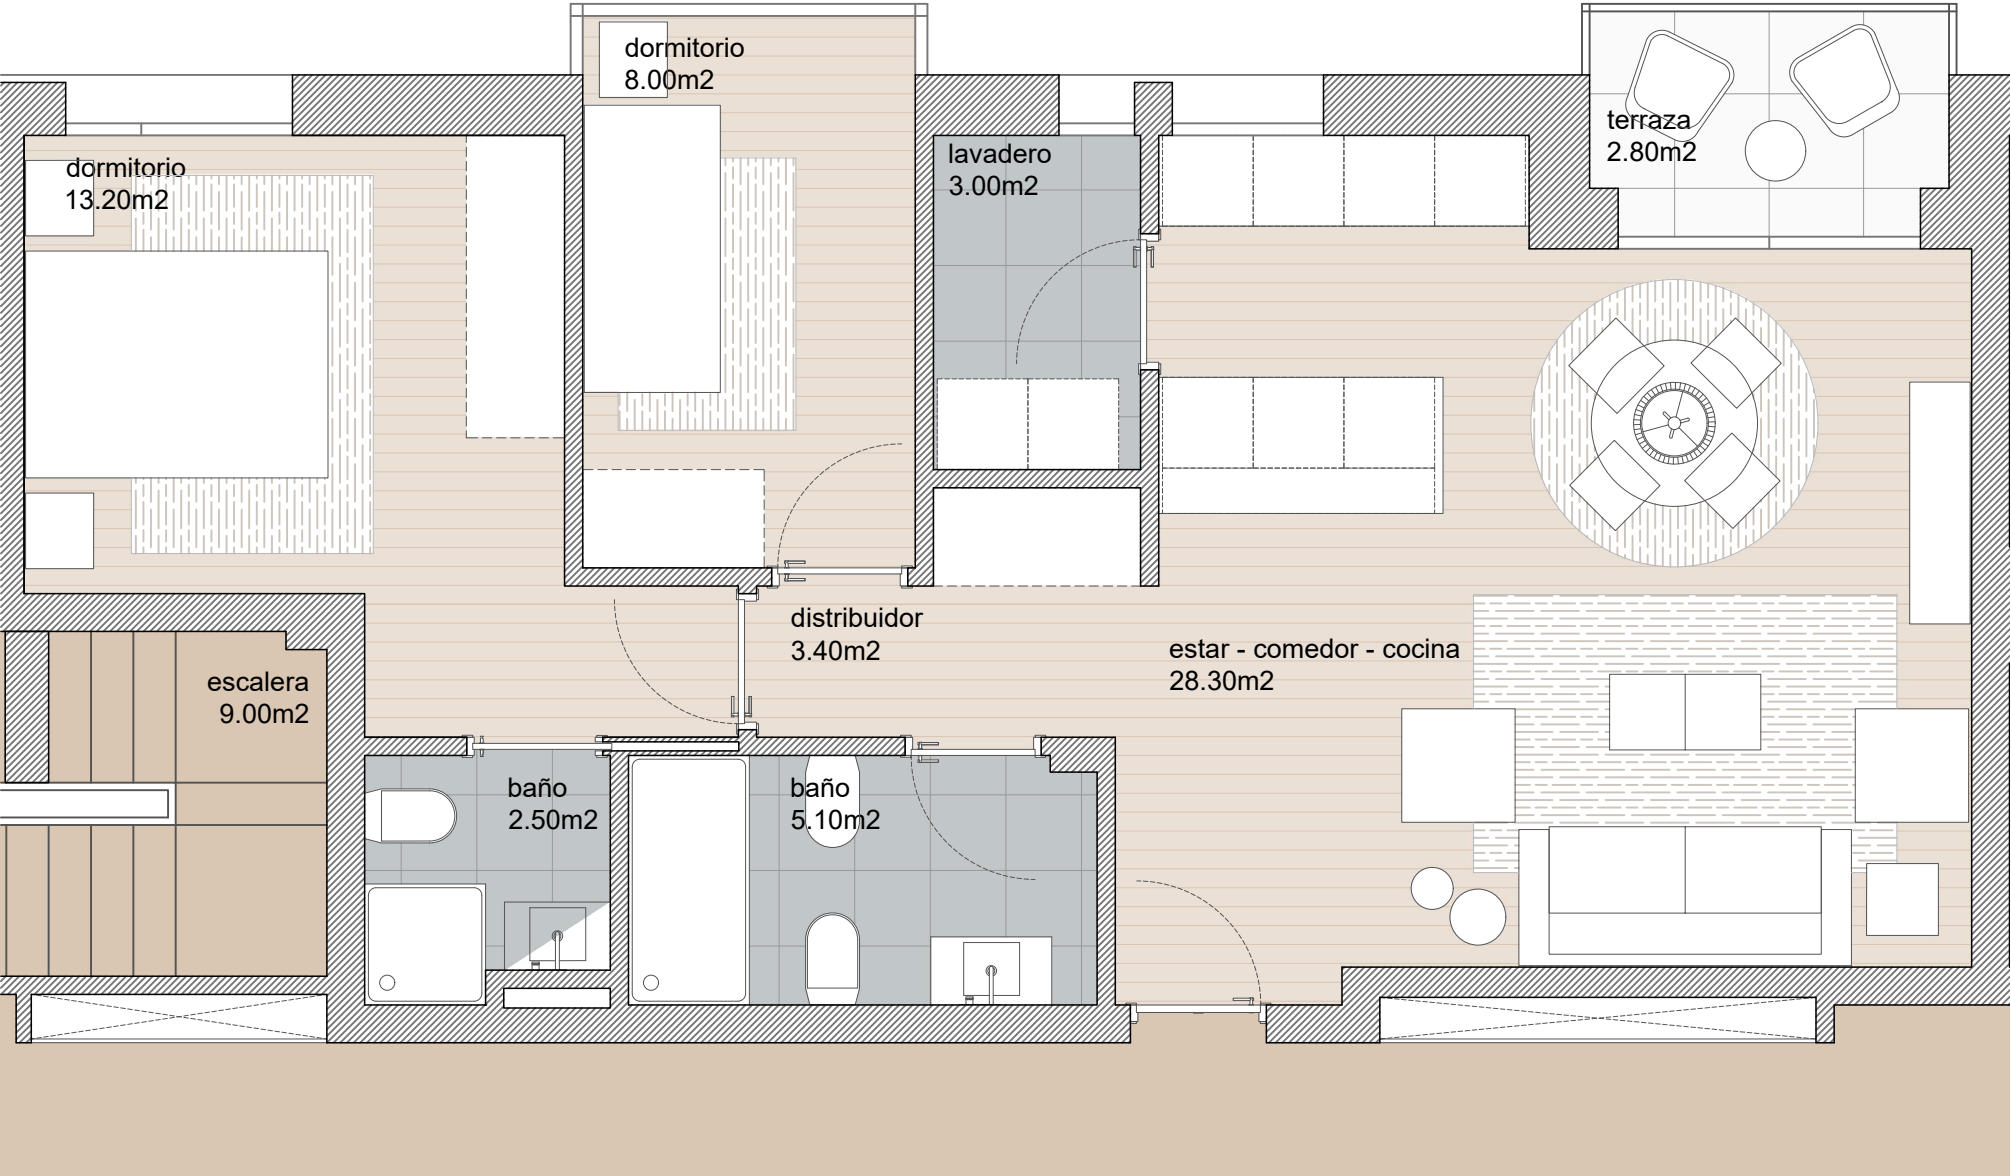 dormitorio
8.00m2
dormitorio
13.20m2
lavadero
3.00m2
terraza
2.80m2
distribuidor
3.40m2
estar - comedor - cocina
28.30m2
escalera
9.00m2
baño
2.50m2
baño
5.10m2